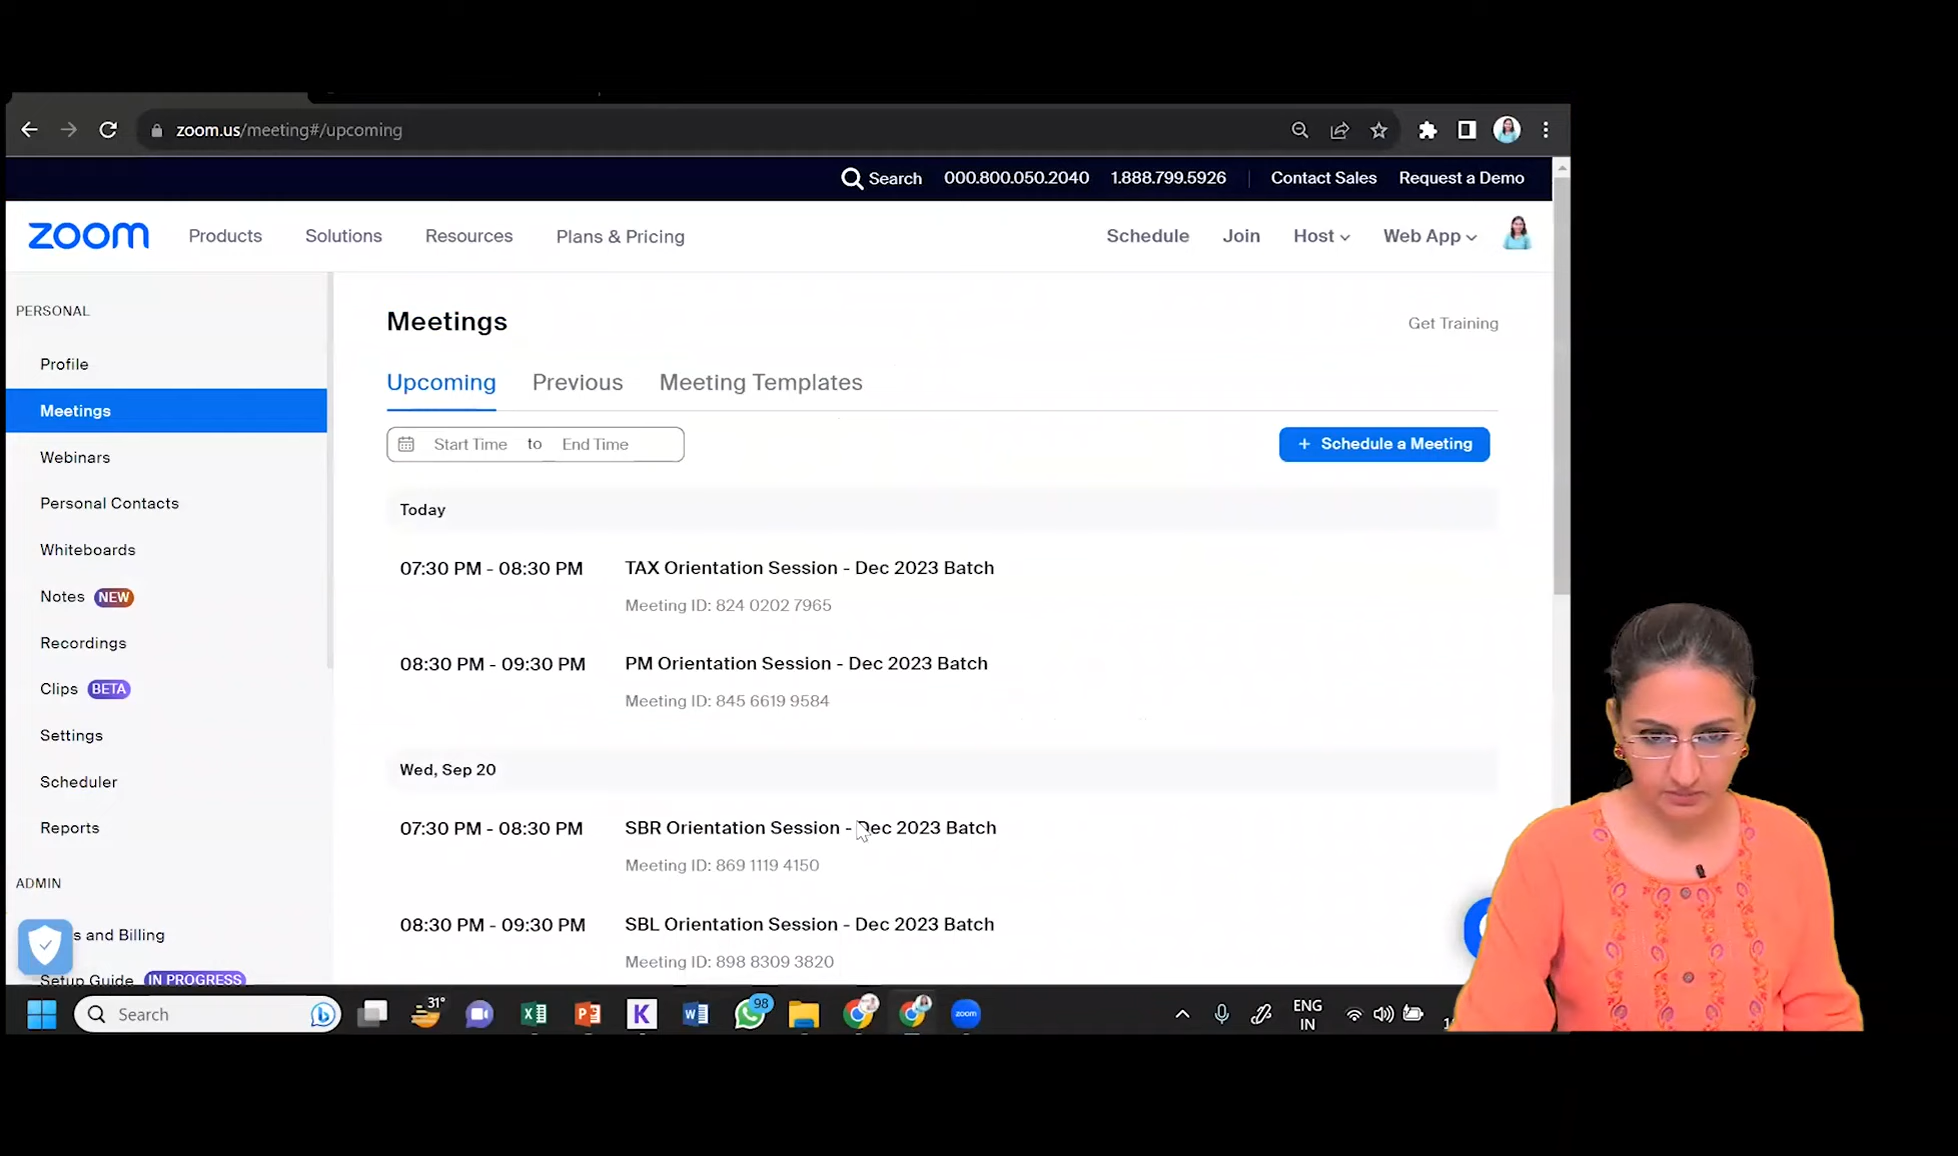 zoom.us/meeting#/upcoming
Search 000.800.050.2040 1.888.799.5926 Contact Sales Request a Demo
zoom Products Solutions Resources Plans & Pricing Schedule Join Host Web App
PERSONAL
Profile
Meetings
Webinars
Personal Contacts
Whiteboards
Notes NEW
Recordings
Clips BETA
Settings
Scheduler
Reports
ADMIN
s and Billing
Setup Guide IN PROGRESS
Meetings
Get Training
Upcoming Previous Meeting Templates
Start Time to End Time
+ Schedule a Meeting
Today
07:30 PM - 08:30 PM TAX Orientation Session - Dec 2023 Batch
Meeting ID: 824 0202 7965
08:30 PM - 09:30 PM PM Orientation Session - Dec 2023 Batch
Meeting ID: 845 6619 9584
Wed, Sep 20
07:30 PM - 08:30 PM SBR Orientation Session - Dec 2023 Batch
Meeting ID: 869 1119 4150
08:30 PM - 09:30 PM SBL Orientation Session - Dec 2023 Batch
Meeting ID: 898 8309 3820
Search 31° K 98 zoom ENG
IN